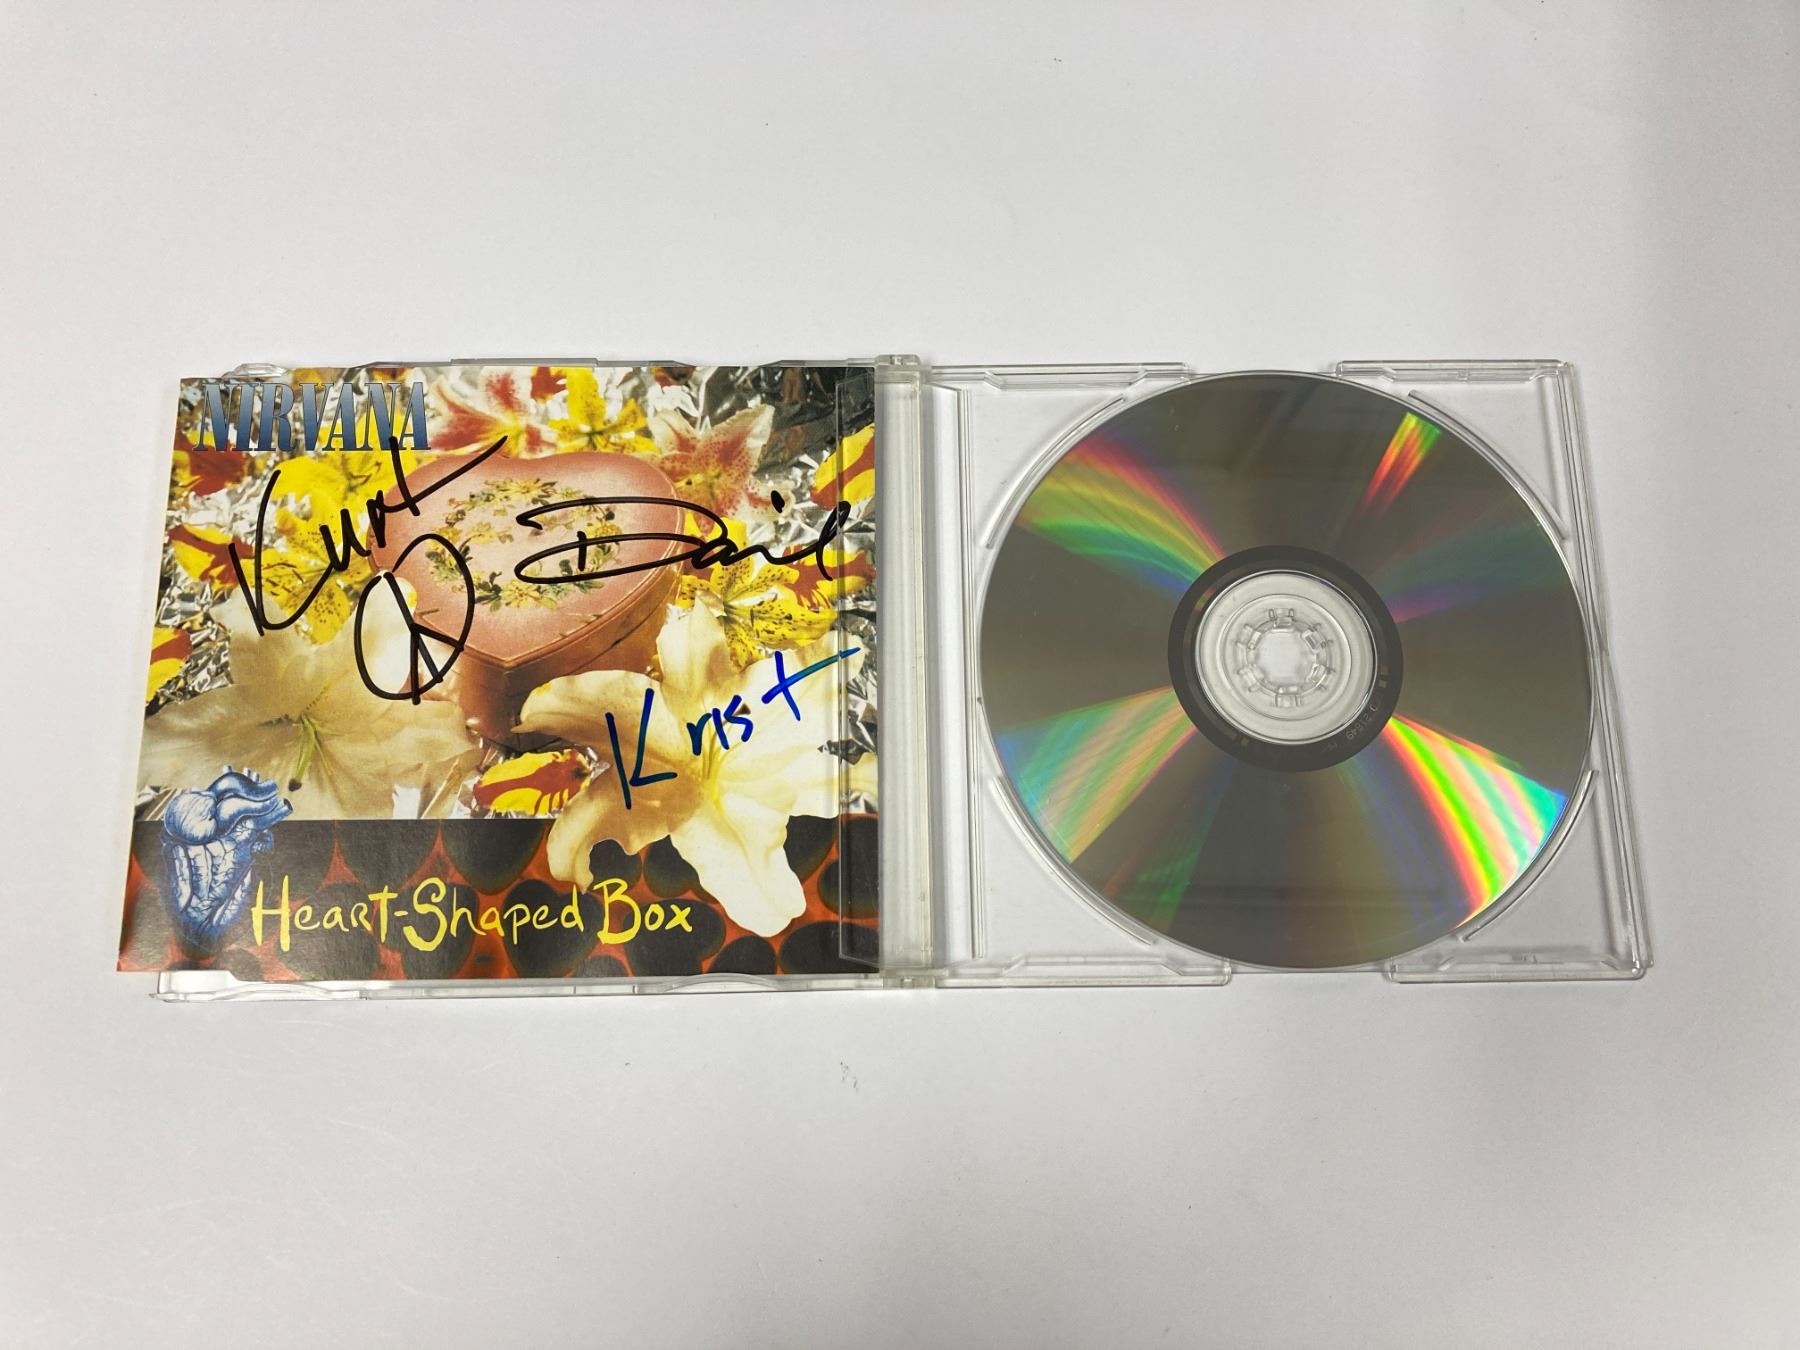 NIRVANA
Kurt
Dave
Krist
Heart-Shaped Box